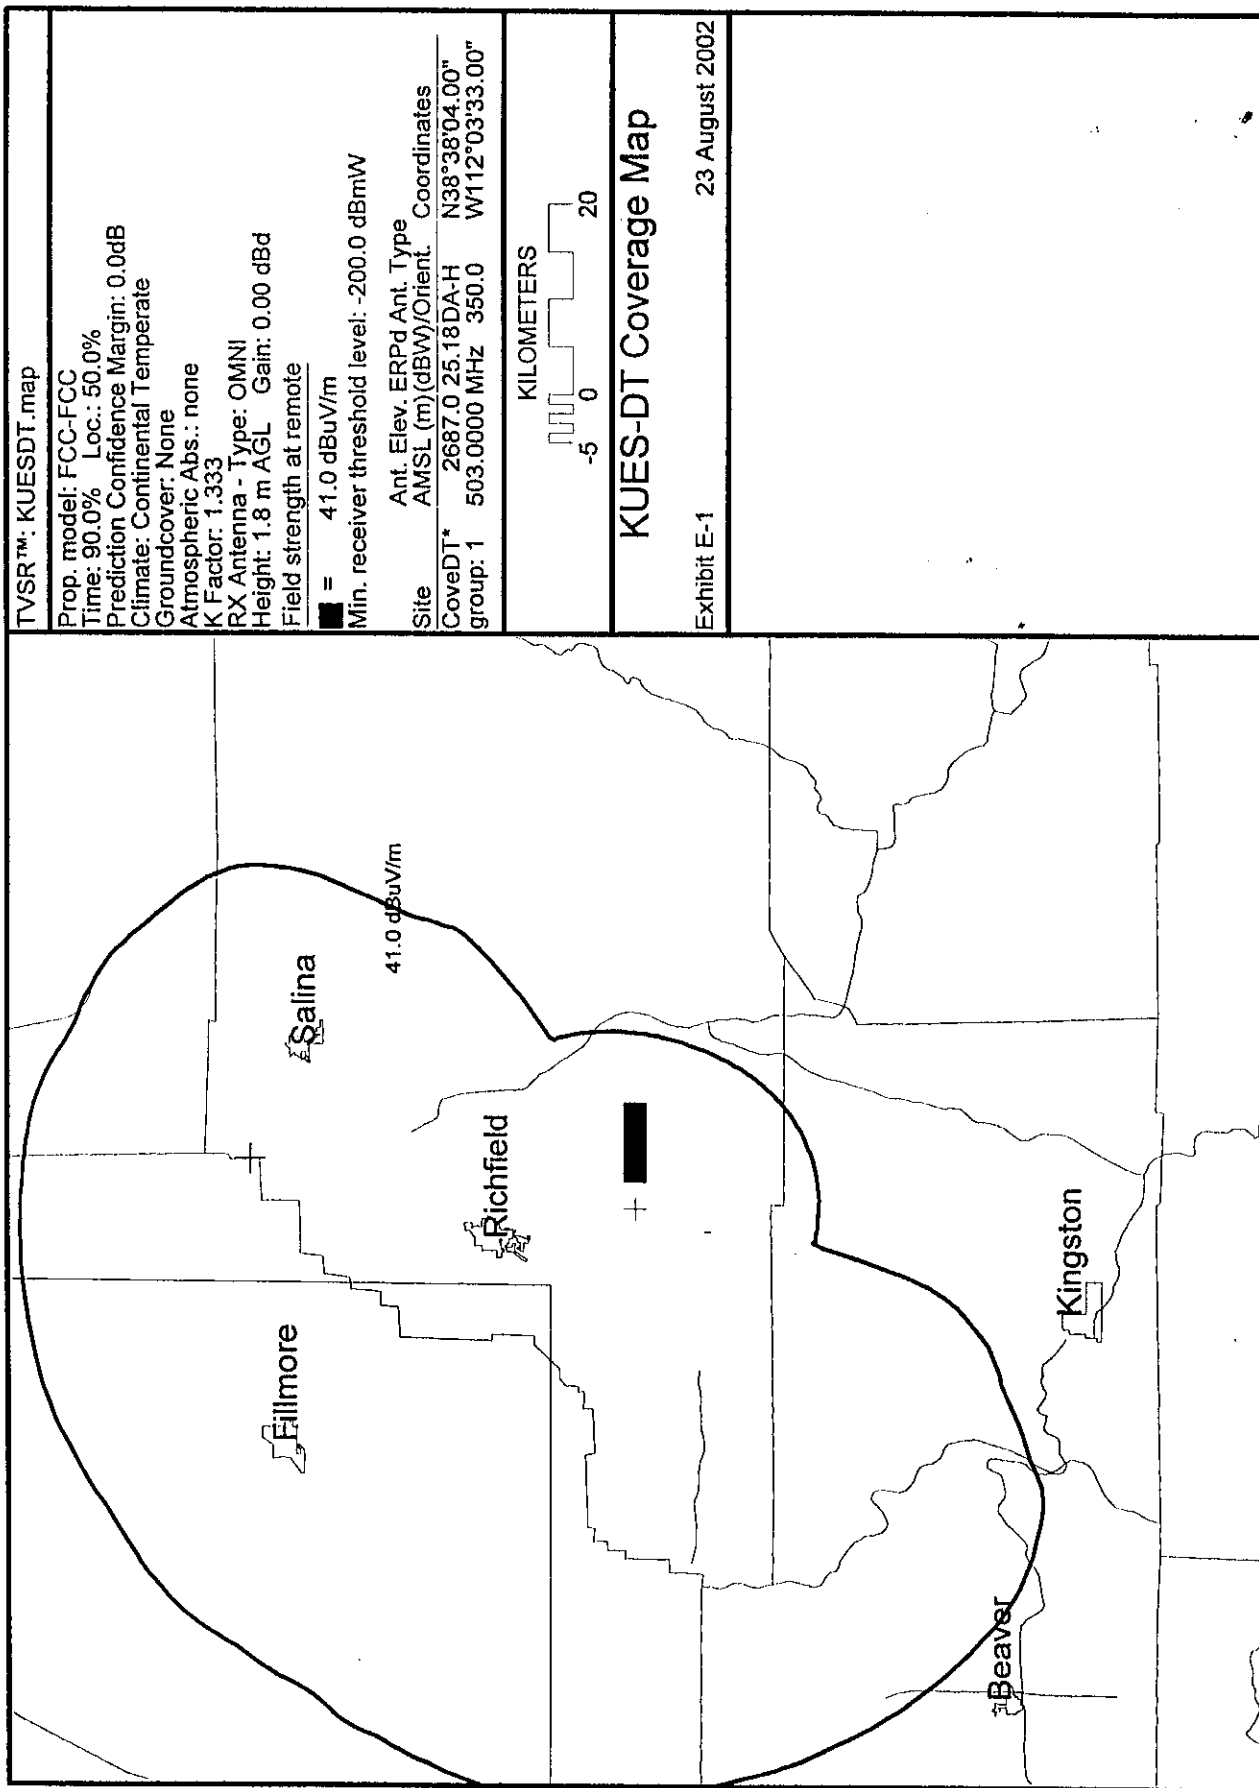 TVSR™: KUESDT.map
Prop. model: FCC-FCC
Time: 90.0% Loc.: 50.0%
Prediction Confidence Margin: 0.0dB
Climate: Continental Temperate
Groundcover: None
Atmospheric Abs.: none
K Factor: 1.333
RX Antenna - Type: OMNI
Height: 1.8 m AGL Gain: 0.00 dBd
Field strength at remote
= 41.0 dBuV/m
Min. receiver threshold level: -200.0 dBmW
Ant. Elev. ERPd Ant. Type
Site AMSL (m)(dBW)/Orient. Coordinates
CoveDT* 2687.0 25.18 DA-H N38°38'04.00"
group: 1 503.0000 MHz 350.0 W112°03'33.00"
KILOMETERS
-5 0 20
KUES-DT Coverage Map
Exhibit E-1 23 August 2002
Salina
41.0 dBuV/m
Fillmore
Richfield
Beaver
Kingston